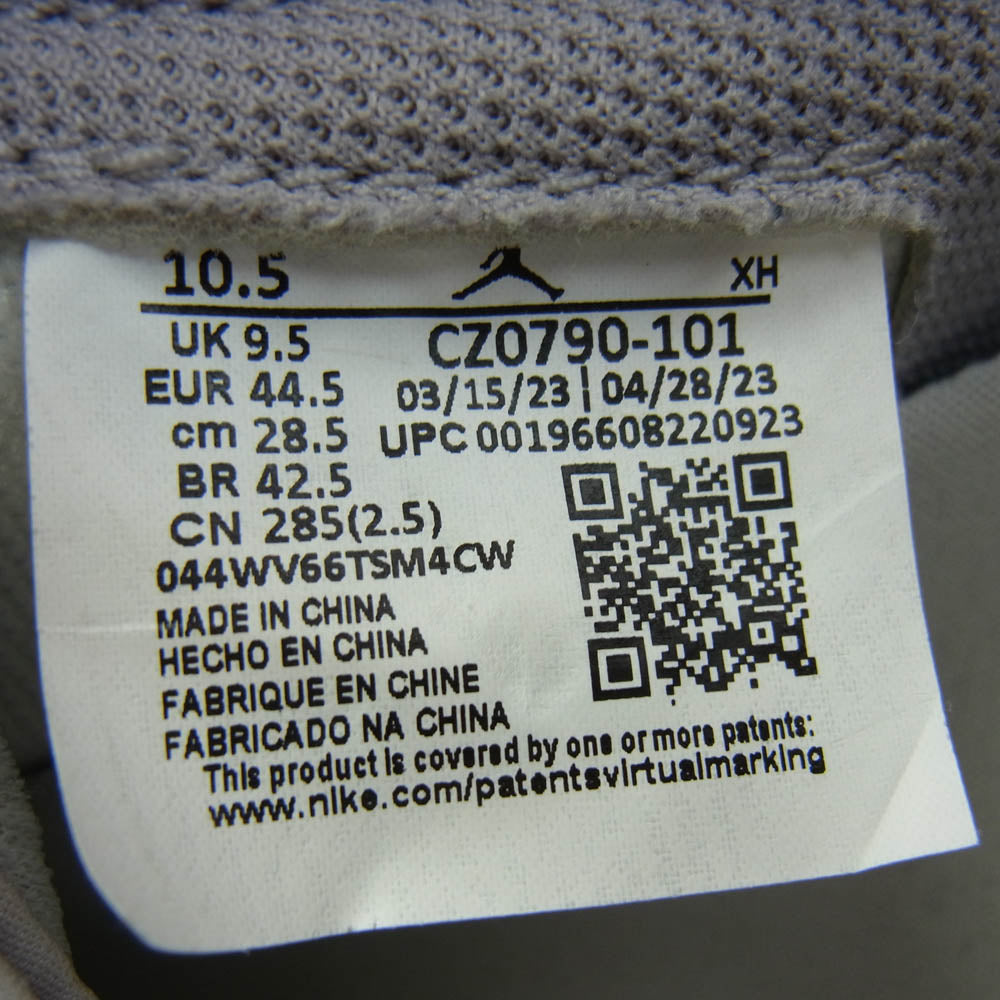 10.5 XH
UK 9.5 CZ0790-101
EUR 44.5 03/15/23 | 04/28/23
cm 28.5 UPC 00196608220923
BR 42.5
CN 285(2.5)
044WV66TSM4CW
MADE IN CHINA
HECHO EN CHINA
FABRIQUE EN CHINE
FABRICADO NA CHINA
This product is covered by one or more patents:
www.nike.com/patentsvirtualmarking